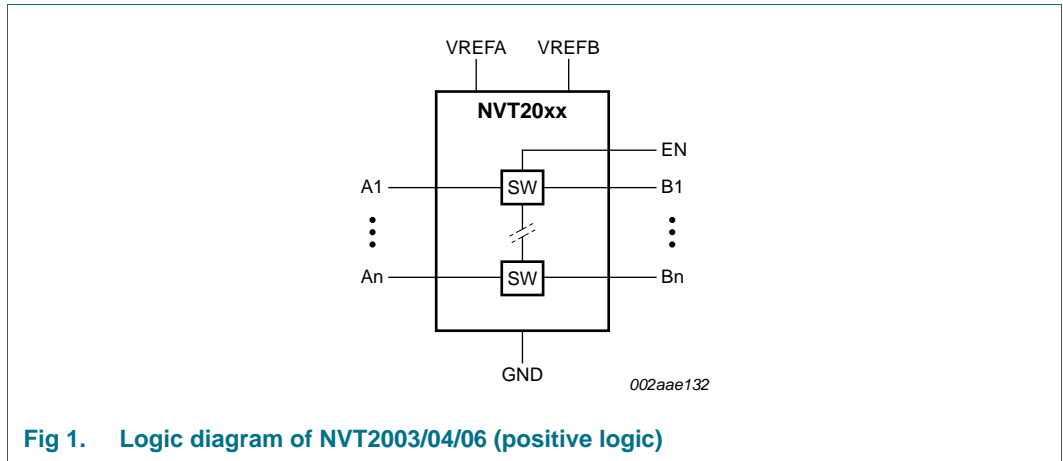 VREFA VREFB
NVT20xx
EN
A1 SW B1
An SW Bn
GND
002aae132
Fig 1. Logic diagram of NVT2003/04/06 (positive logic)